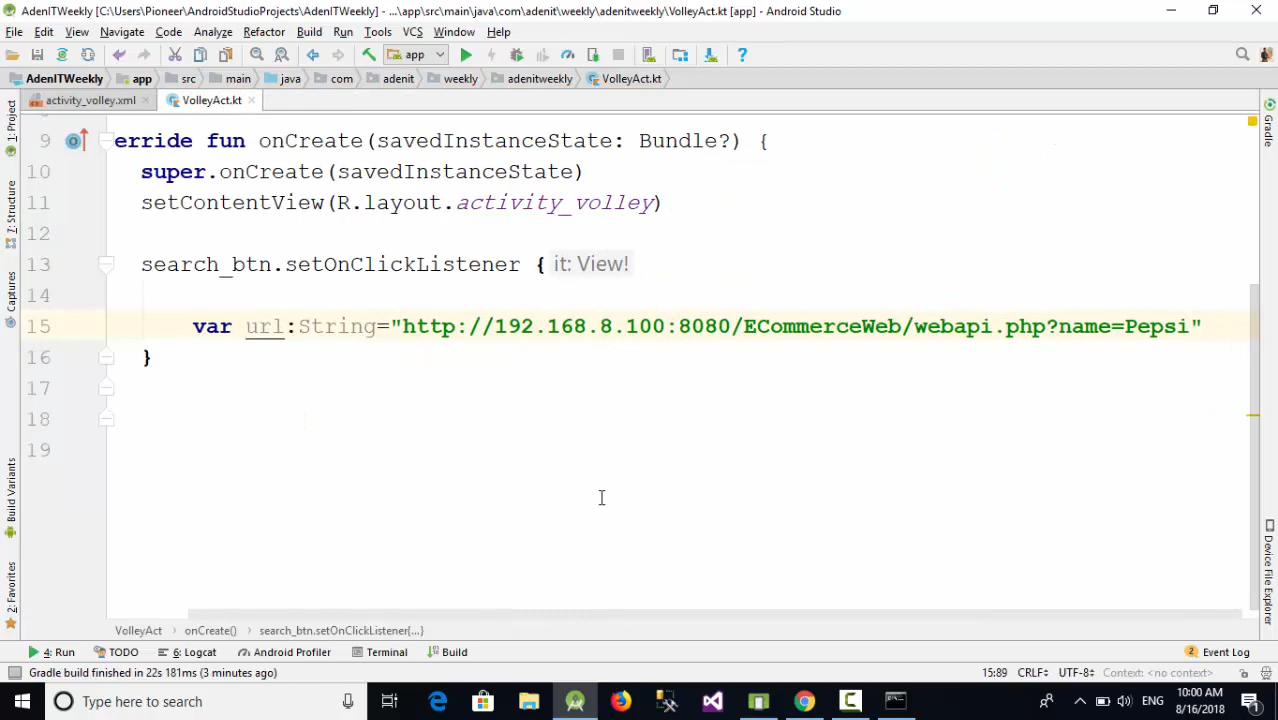 AdenITWeekly [C:\Users\Pioneer\AndroidStudioProjects\AdenITWeekly] - ...\app\src\main\java\com\adenit\weekly\adenitweekly\VolleyAct.kt [app] - Android Studio
File Edit View Navigate Code Analyze Refactor Build Run Tools VCS Window Help
app
AdenITWeekly app src main java com adenit weekly adenitweekly VolleyAct.kt
activity_volley.xml VolleyAct.kt
1: Project
7: Structure
Captures
Build Variants
2: Favorites
Gradle
Device File Explorer
9 erride fun onCreate(savedInstanceState: Bundle?) {
10 super.onCreate(savedInstanceState)
11 setContentView(R.layout.activity_volley)
12
13 search_btn.setOnClickListener { it: View!
14
15 var url:String="http://192.168.8.100:8080/ECommerceWeb/webapi.php?name=Pepsi"
16 }
17
18
19
VolleyAct onCreate() search_btn.setOnClickListener{...}
4: Run TODO 6: Logcat Android Profiler Terminal Build 2 Event Log
Gradle build finished in 22s 181ms (3 minutes ago) 15:89 CRLF UTF-8 Context: <no context>
Type here to search ENG 10:00 AM
8/16/2018 1